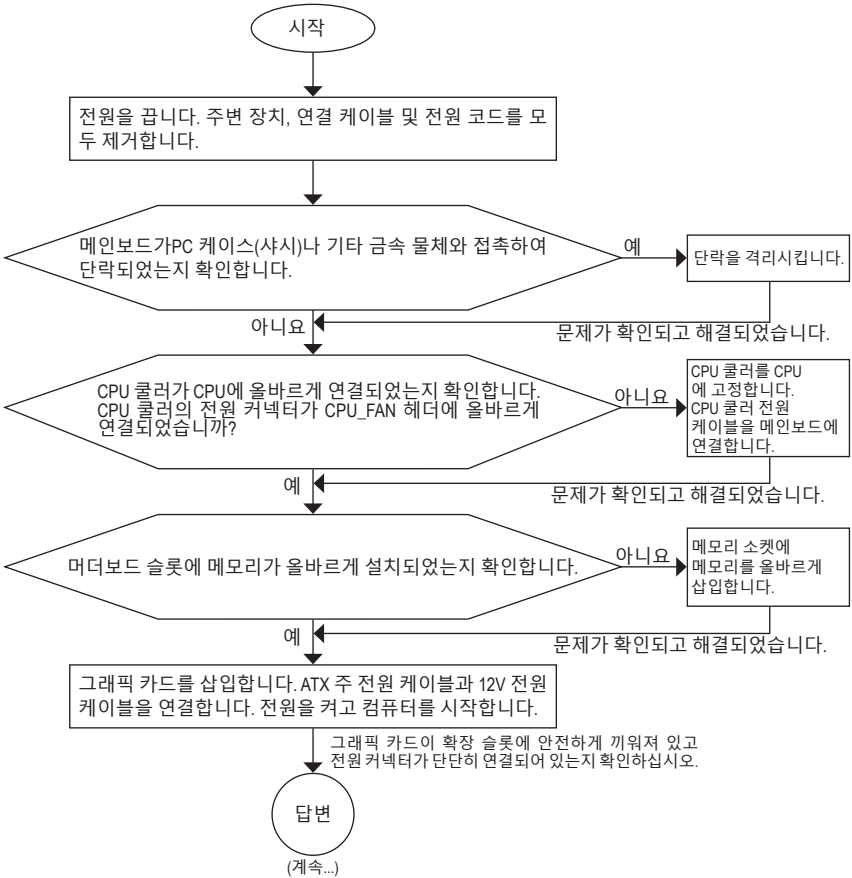 시작
전원을 끕니다. 주변 장치, 연결 케이블 및 전원 코드를 모
두 제거합니다.
메인보드가PC 케이스(샤시)나 기타 금속 물체와 접촉하여
단락되었는지 확인합니다.
예
단락을 격리시킵니다.
아니요
문제가 확인되고 해결되었습니다.
CPU 쿨러가 CPU에 올바르게 연결되었는지 확인합니다.
CPU 쿨러의 전원 커넥터가 CPU_FAN 헤더에 올바르게
연결되었습니까?
아니요
CPU 쿨러를 CPU
에 고정합니다.
CPU 쿨러 전원
케이블을 메인보드에
연결합니다.
예
문제가 확인되고 해결되었습니다.
머더보드 슬롯에 메모리가 올바르게 설치되었는지 확인합니다.
아니요
메모리 소켓에
메모리를 올바르게
삽입합니다.
예
문제가 확인되고 해결되었습니다.
그래픽 카드를 삽입합니다. ATX 주 전원 케이블과 12V 전원
케이블을 연결합니다. 전원을 켜고 컴퓨터를 시작합니다.
그래픽 카드이 확장 슬롯에 안전하게 끼워져 있고
전원 커넥터가 단단히 연결되어 있는지 확인하십시오.
답변
(계속...)